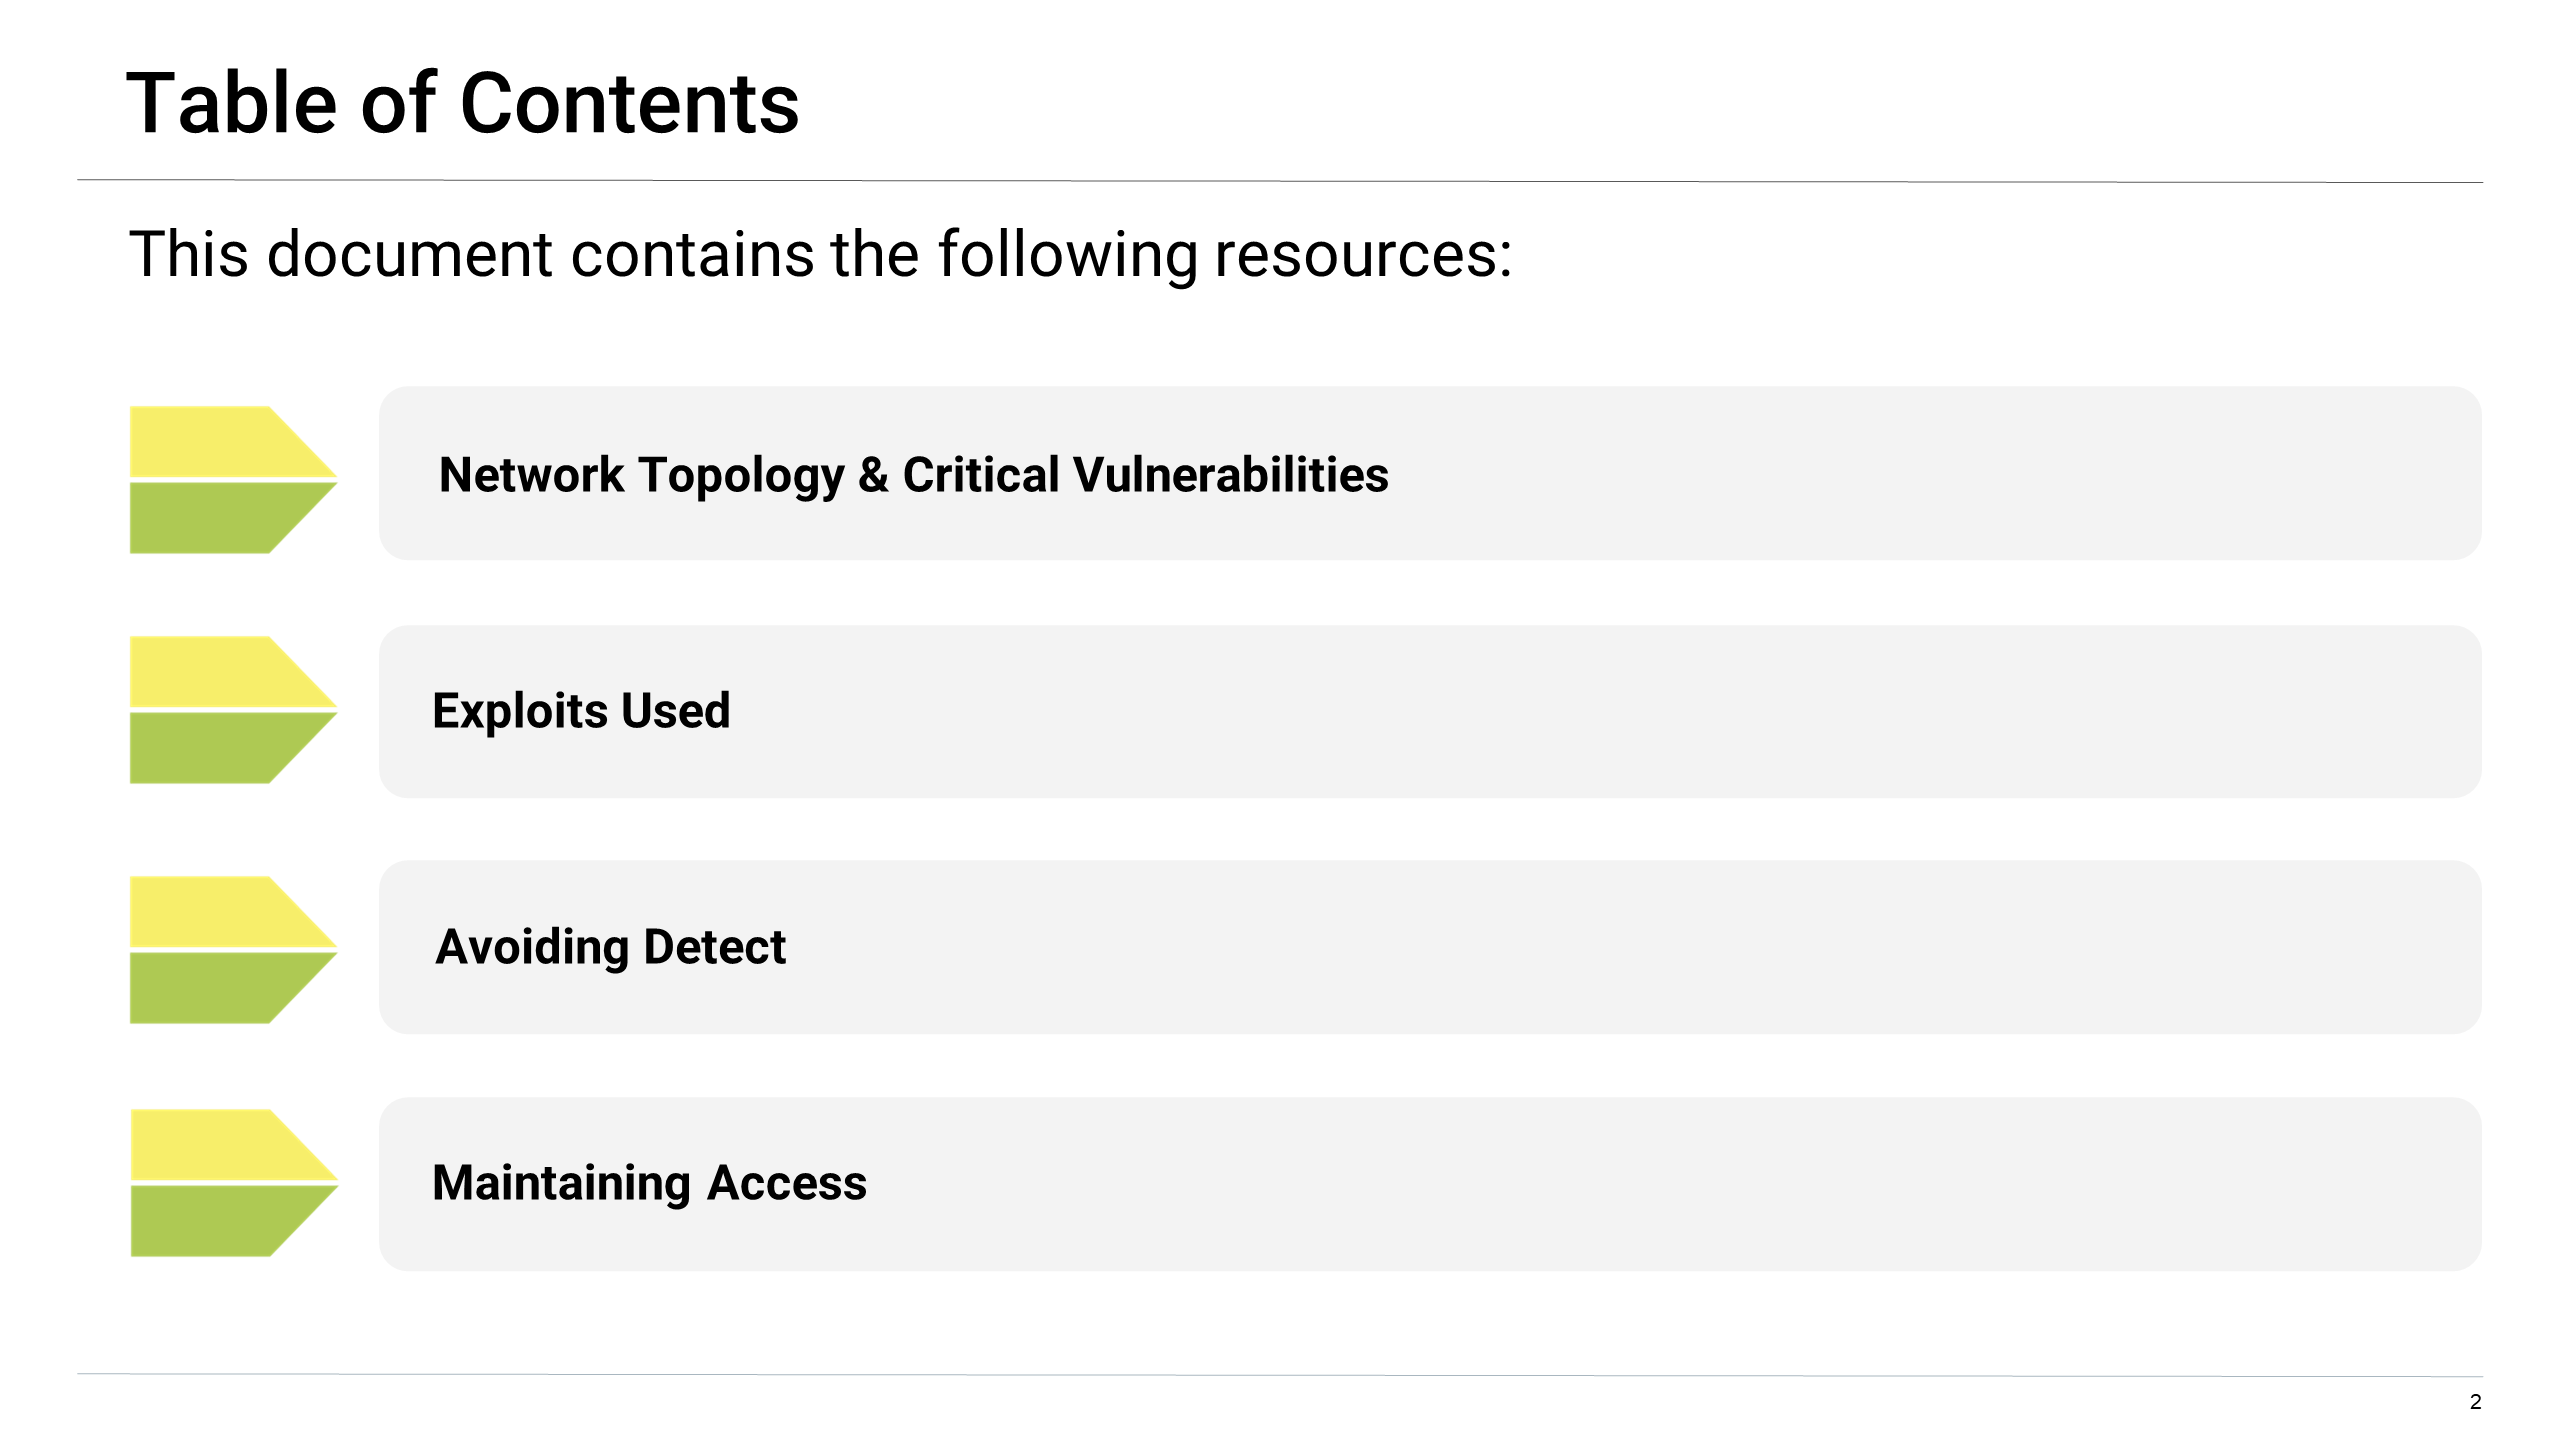 Table of Contents
This document contains the following resources:
Network Topology & Critical Vulnerabilities
Exploits Used
Avoiding Detect
Maintaining Access
2